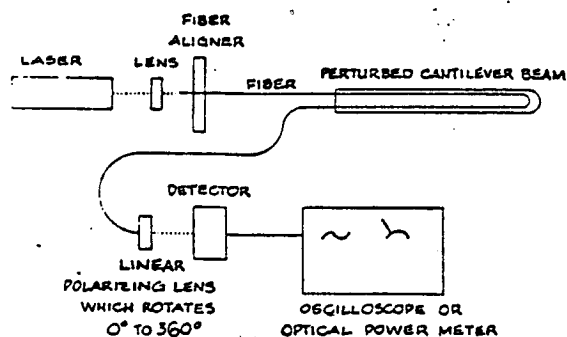 FIBER
ALIGNER
LASER
LENS
FIBER
PERTURBED CANTILEVER BEAM
DETECTOR
LINEAR
POLARIZING LENS
WHICH ROTATES
0° TO 360°
OSCILLOSCOPE OR
OPTICAL POWER METER